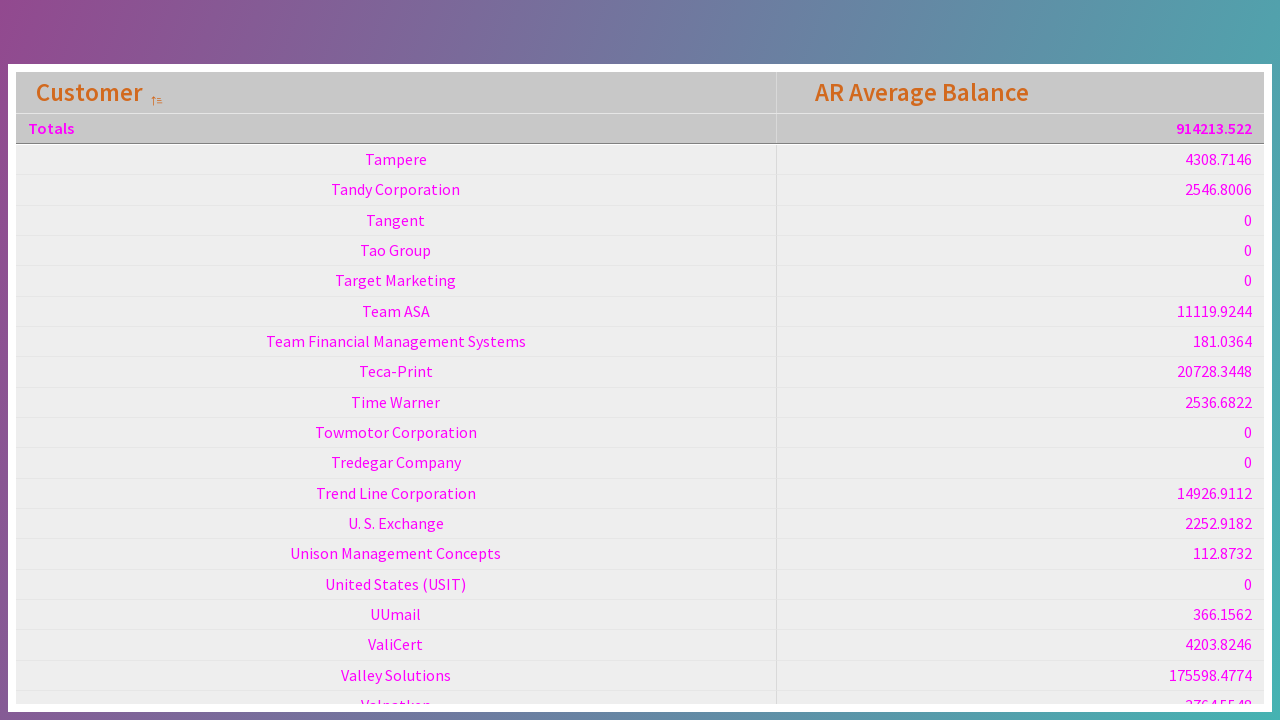 Customer AR Average Balance
Totals 914213.522
Tampere 4308.7146
Tandy Corporation 2546.8006
Tangent 0
Tao Group 0
Target Marketing 0
Team ASA 11119.9244
Team Financial Management Systems 181.0364
Teca-Print 20728.3448
Time Warner 2536.6822
Towmotor Corporation 0
Tredegar Company 0
Trend Line Corporation 14926.9112
U. S. Exchange 2252.9182
Unison Management Concepts 112.8732
United States (USIT) 0
UUmail 366.1562
ValiCert 4203.8246
Valley Solutions 175598.4774